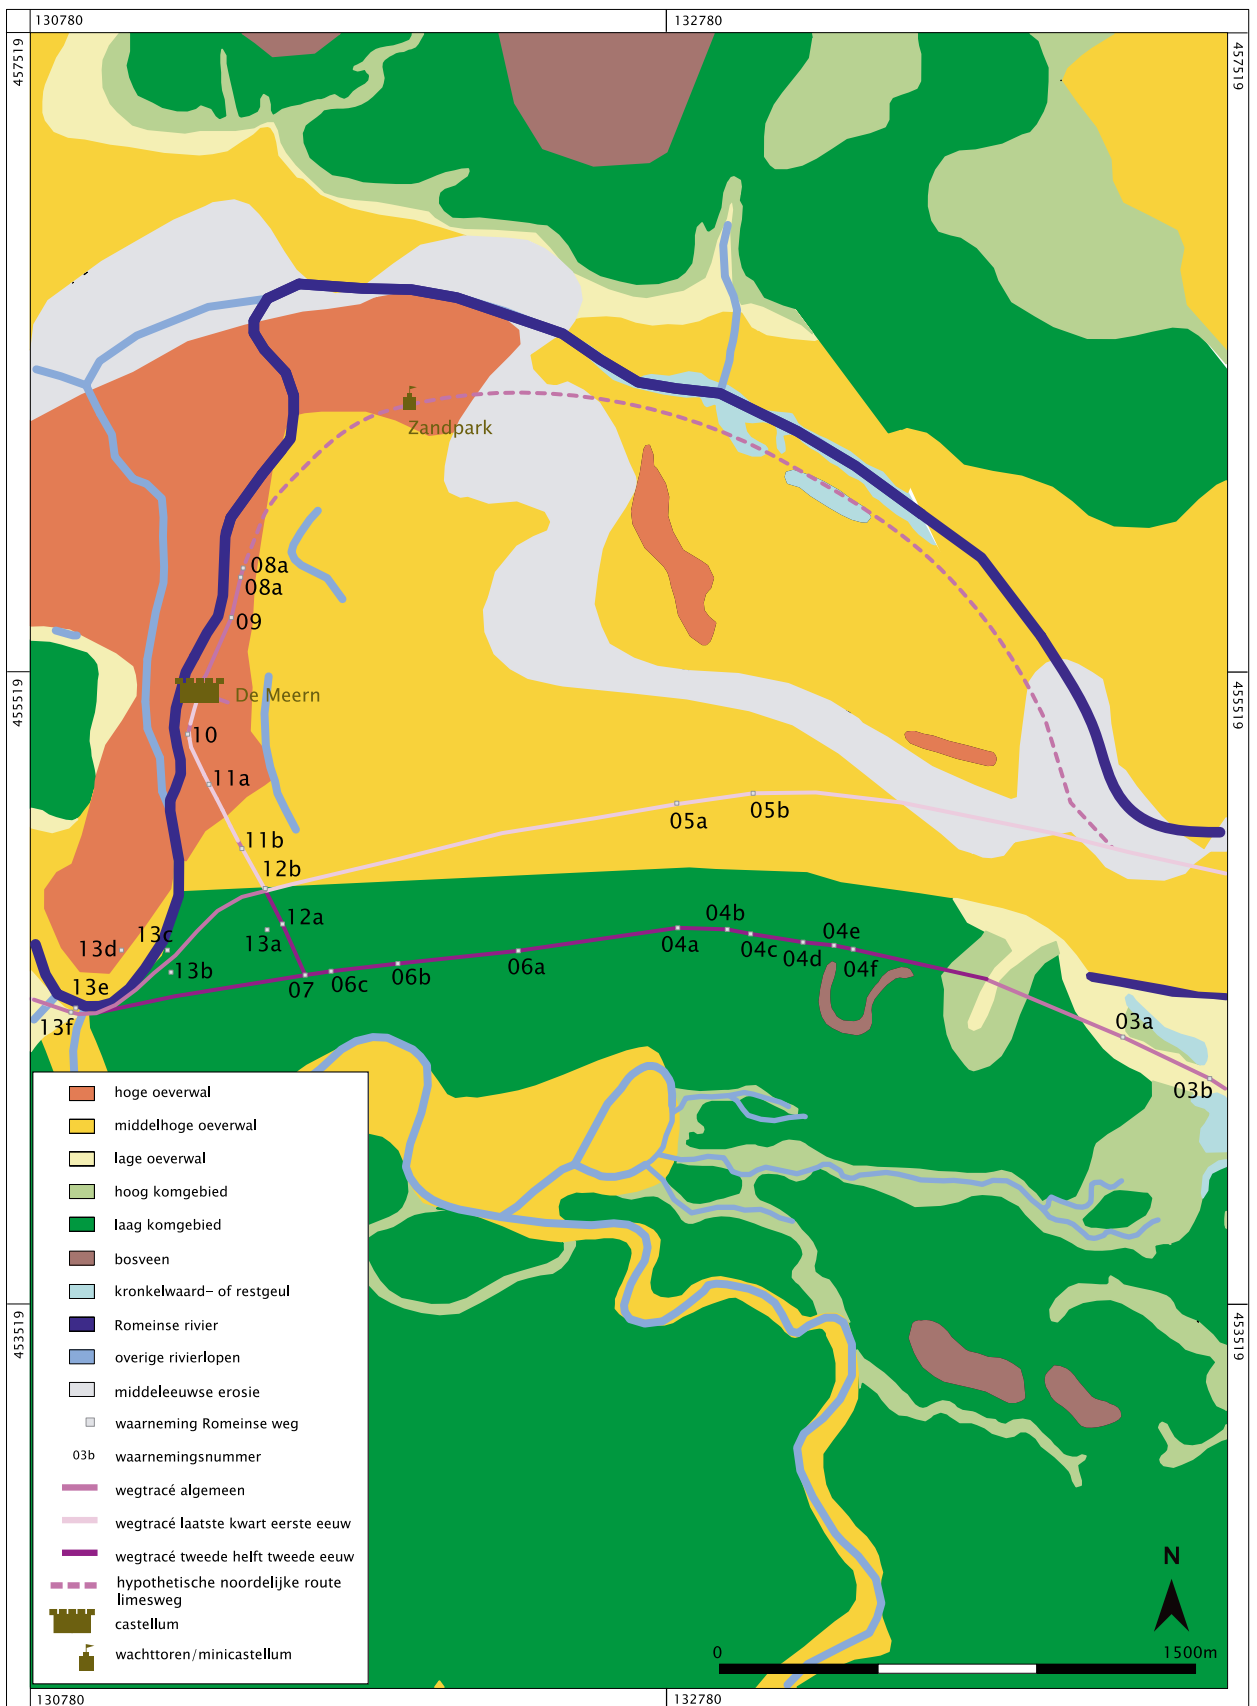 130780
132780
457519
457519
Zandpark
08a
08a
09
De Meern
455519
455519
10
11a
05a
05b
11b
12b
12a
04b
04e
13d
13c
13a
04a
04c
04d
04f
13b
06a
06b
06c
07
13e
13f
03a
03b
hoge oeverwal
middelhoge oeverwal
lage oeverwal
hoog komgebied
laag komgebied
bosveen
kronkelwaard- of restgeul
Romeinse rivier
overige rivierlopen
middeleeuwse erosie
waarneming Romeinse weg
03b waarnemingsnummer
wegtracé algemeen
wegtracé laatste kwart eerste eeuw
wegtracé tweede helft tweede eeuw
hypothetische noordelijke route
limesweg
castellum
wachttoren/minicastellum
453519
453519
N
0
1500m
130780
132780